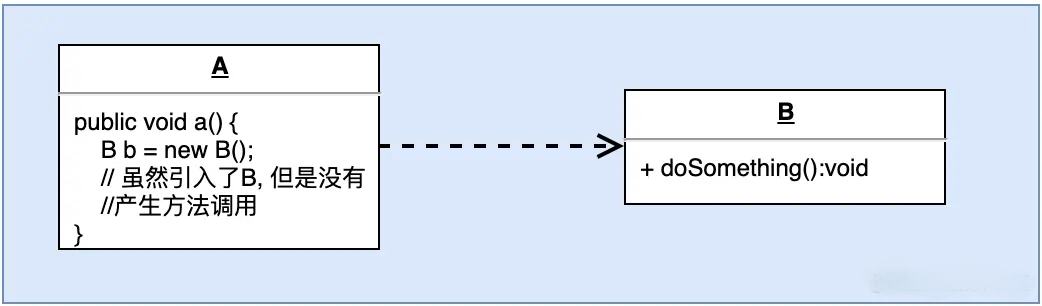 A
public void a() {
B b = new B();
// 虽然引入了B, 但是没有
//产生方法调用
}
B
+ doSomething():void